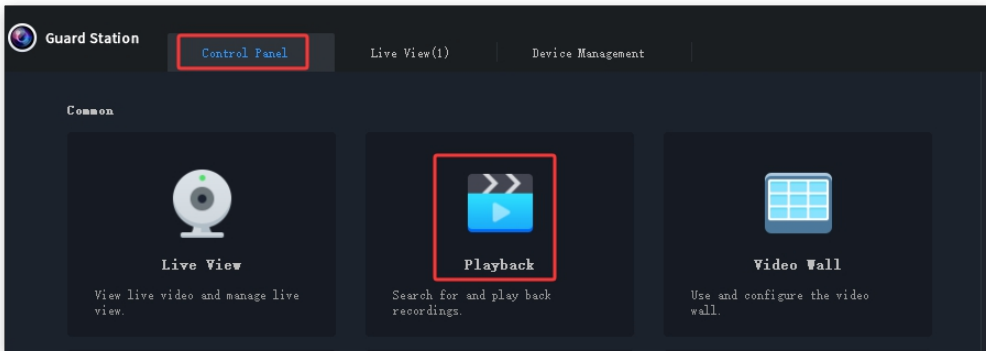 Guard Station
Control Panel
Live View(1)
Device Management
Common
Live View
Playback
Video Wall
View live video and manage live
view.
Search for and play back
recordings.
Use and configure the video
wall.